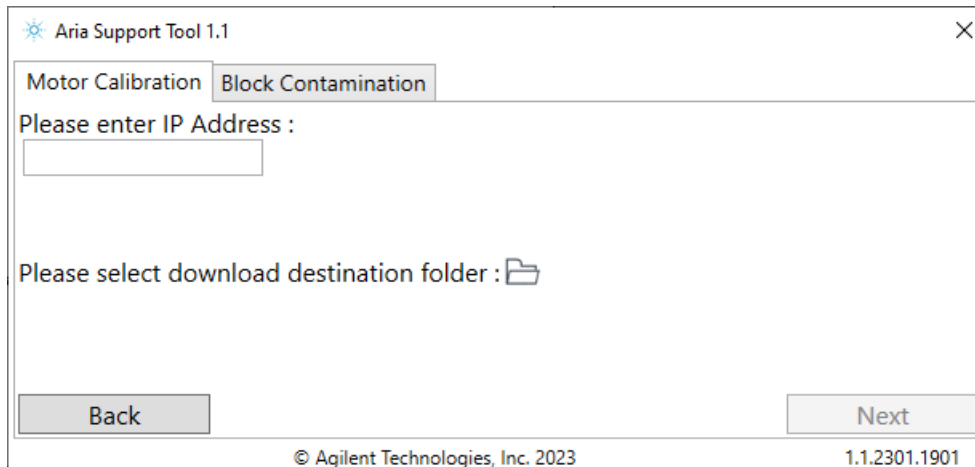 Aria Support Tool 1.1
Motor Calibration Block Contamination
Please enter IP Address :
Please select download destination folder :
Back Next
© Agilent Technologies, Inc. 2023 1.1.2301.1901